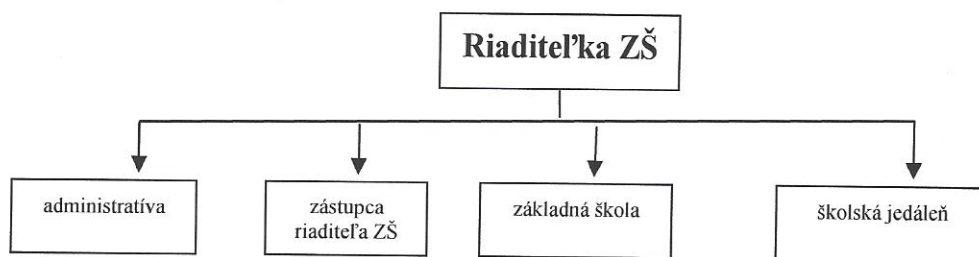 Riaditeľka ZŠ
administratíva
zástupca
riaditeľa ZŠ
základná škola
školská jedáleň